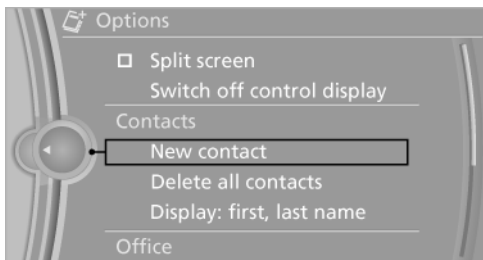 Options
Split screen
Switch off control display
Contacts
New contact
Delete all contacts
Display: first, last name
Office